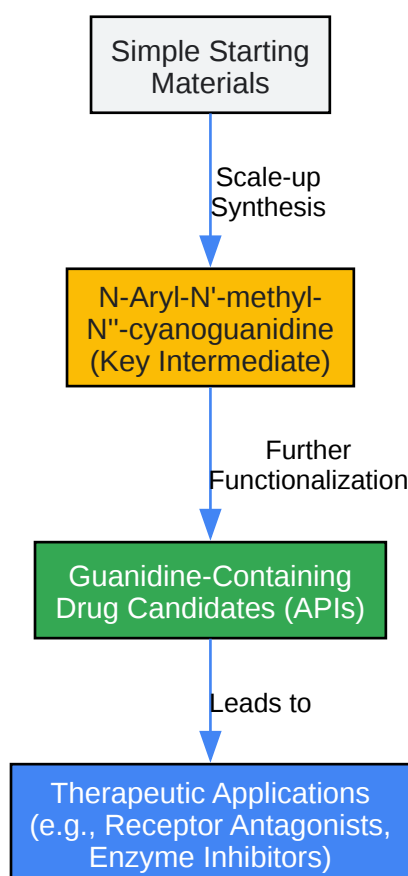 Simple Starting
Materials
Scale-up
Synthesis
N-Aryl-N'-methyl-
N''-cyanoguanidine
(Key Intermediate)
Further
Functionalization
Guanidine-Containing
Drug Candidates (APIs)
Leads to
Therapeutic Applications
(e.g., Receptor Antagonists,
Enzyme Inhibitors)